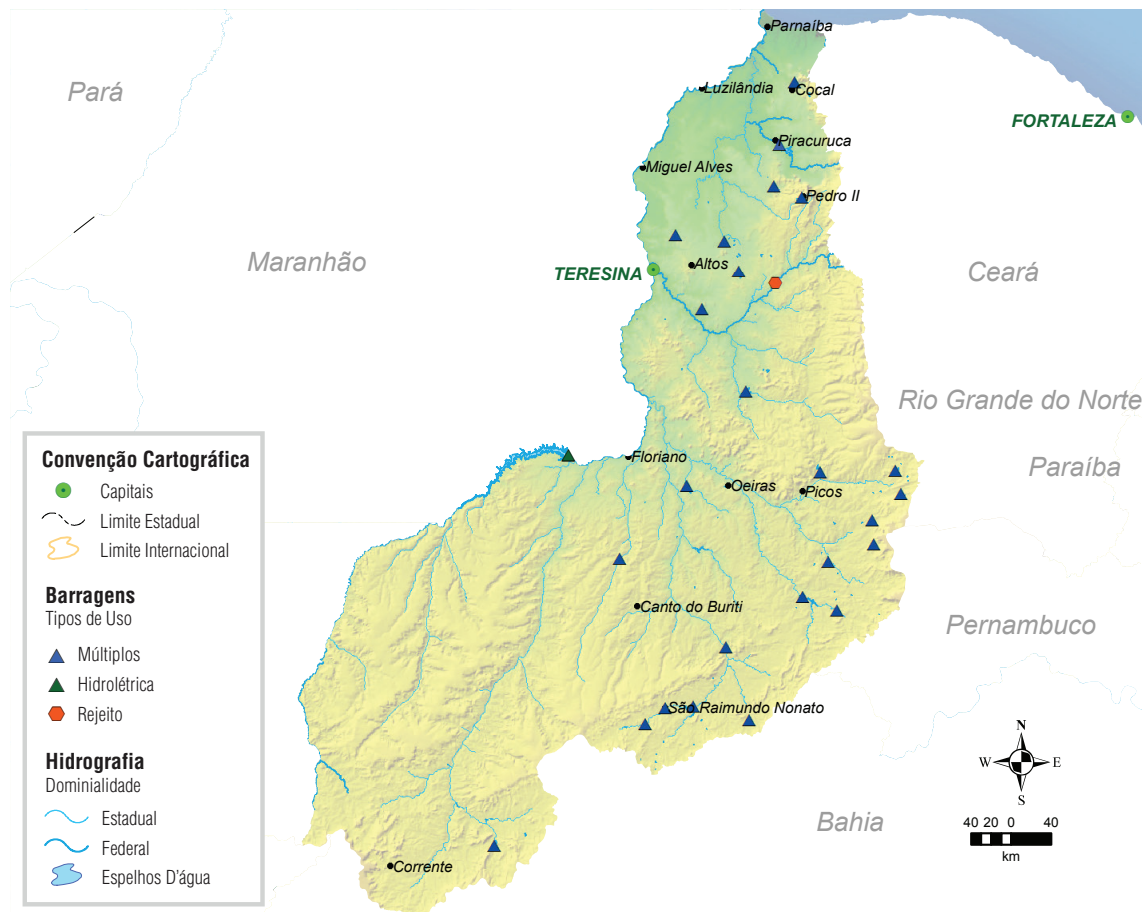 Parnaíba
Pará
Luzilândia
Cocal
FORTALEZA
Piracuruca
Miguel Alves
Pedro II
Maranhão
TERESINA
Altos
Ceará
Rio Grande do Norte
Paraíba
Floriano
Oeiras
Picos
Canto do Buriti
Pernambuco
São Raimundo Nonato
Bahia
Corrente
Convenção Cartográfica
Capitais
Limite Estadual
Limite Internacional
Barragens
Tipos de Uso
Múltiplos
Hidrolétrica
Rejeito
Hidrografia
Dominialidade
Estadual
Federal
Espelhos D'água
N
W E
S
40 20 0 40
km